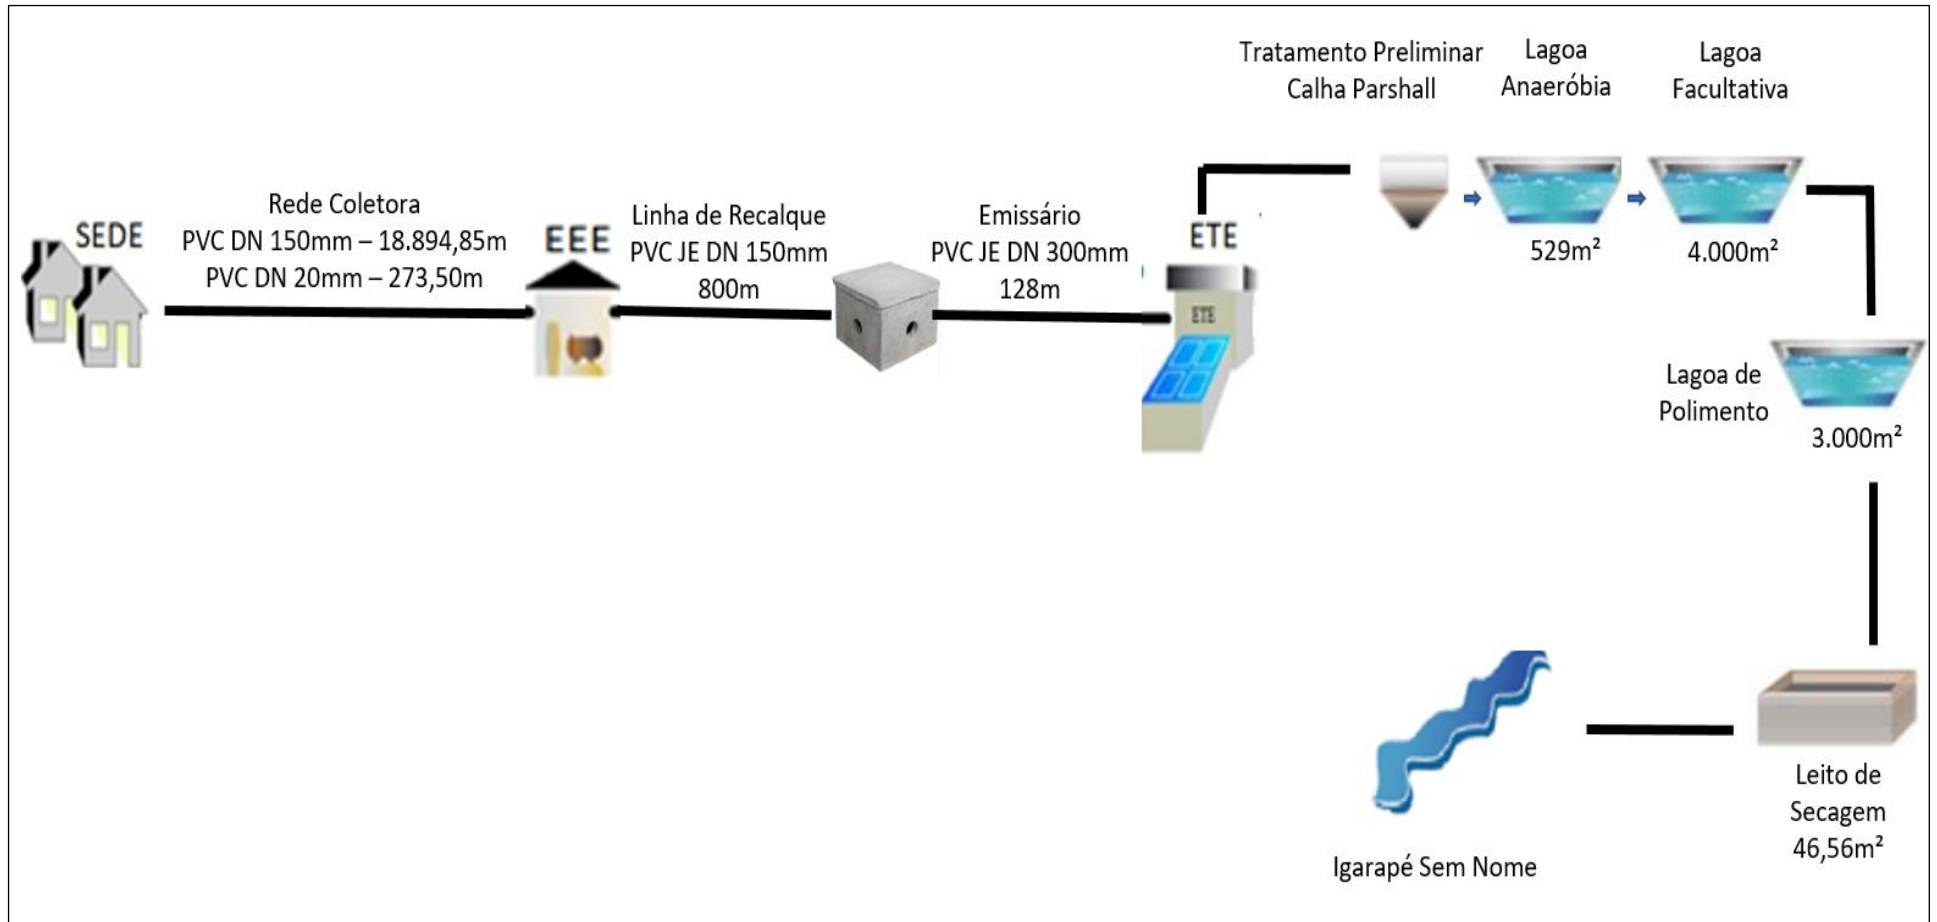 SEDE
Rede Coletora
PVC DN 150mm – 18.894,85m
PVC DN 20mm – 273,50m
EEE
Linha de Recalque
PVC JE DN 150mm
800m
Emissário
PVC JE DN 300mm
128m
ETE
ETE
Tratamento Preliminar
Calha Parshall
Lagoa
Anaeróbia
529m²
Lagoa
Facultativa
4.000m²
Lagoa de
Polimento
3.000m²
Leito de
Secagem
46,56m²
Igarapé Sem Nome